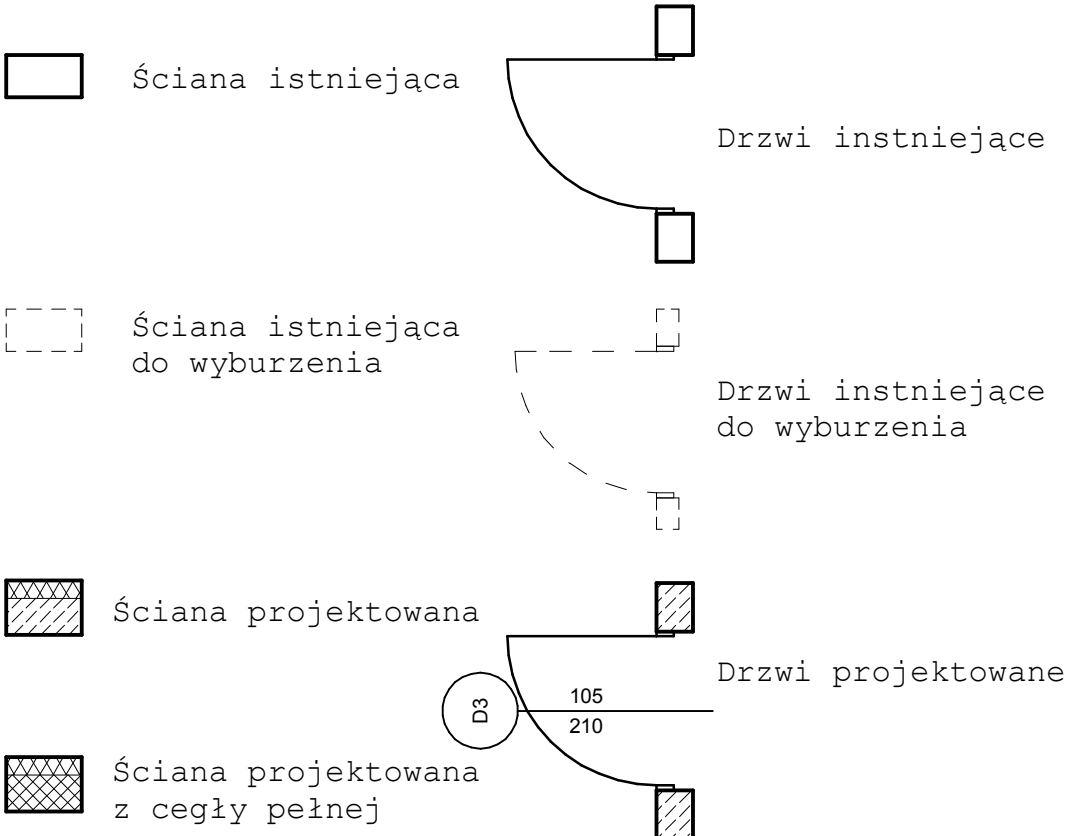 Ściana istniejąca
Drzwi instniejące
Ściana istniejąca
do wyburzenia
Drzwi instniejące
do wyburzenia
Ściana projektowana
Drzwi projektowane
D3
105
210
Ściana projektowana
z cegły pełnej